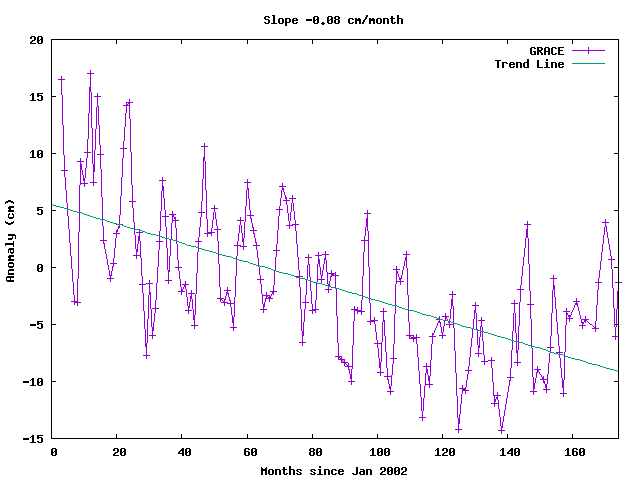 Slope -0.08 cm/month
GRACE
Trend Line
20
15
10
5
0
-5
-10
-15
Anomaly (cm)
0 20 40 60 80 100 120 140 160
Months since Jan 2002